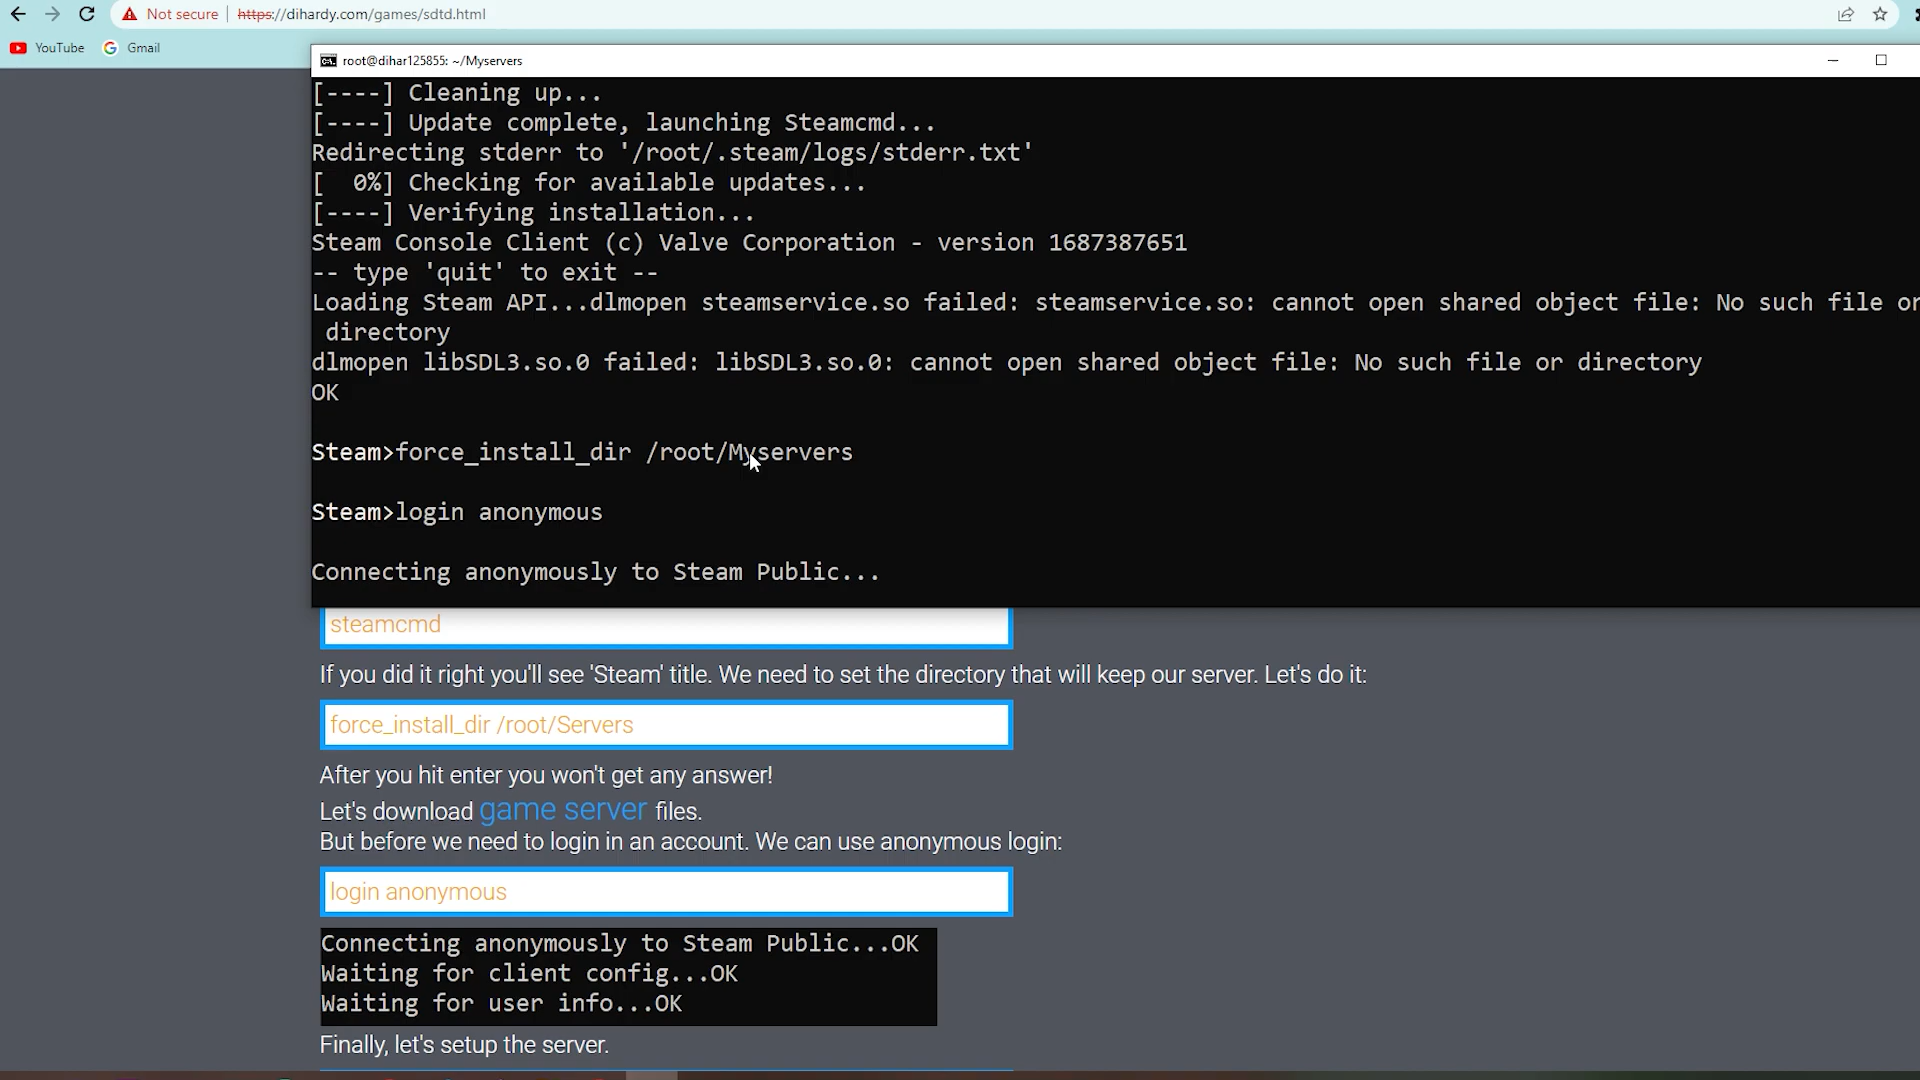 Not secure
https://dihardy.com/games/sdtd.html
YouTube
Gmail
root@dihar125855: ~/Myservers
[----] Cleaning up...
[----] Update complete, launching Steamcmd...
Redirecting stderr to '/root/.steam/logs/stderr.txt'
[  0%] Checking for available updates...
[----] Verifying installation...
Steam Console Client (c) Valve Corporation - version 1687387651
-- type 'quit' to exit --
Loading Steam API...dlmopen steamservice.so failed: steamservice.so: cannot open shared object file: No such file or
directory
dlmopen libSDL3.so.0 failed: libSDL3.so.0: cannot open shared object file: No such file or directory
OK
Steam>force_install_dir /root/Myservers
Steam>login anonymous
Connecting anonymously to Steam Public...
steamcmd
If you did it right you'll see 'Steam' title. We need to set the directory that will keep our server. Let's do it:
force_install_dir /root/Servers
After you hit enter you won't get any answer!
Let's download game server files.
But before we need to login in an account. We can use anonymous login:
login anonymous
Connecting anonymously to Steam Public...OK
Waiting for client config...OK
Waiting for user info...OK
Finally, let's setup the server.